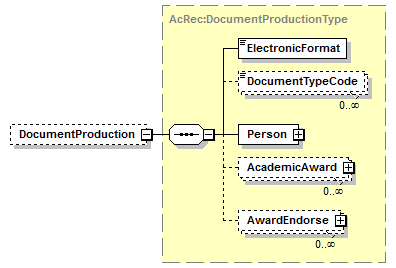 AcRec:DocumentProductionType
ElectronicFormat
DocumentTypeCode
0..∞
DocumentProduction
Person
AcademicAward
0..∞
AwardEndorse
0..∞